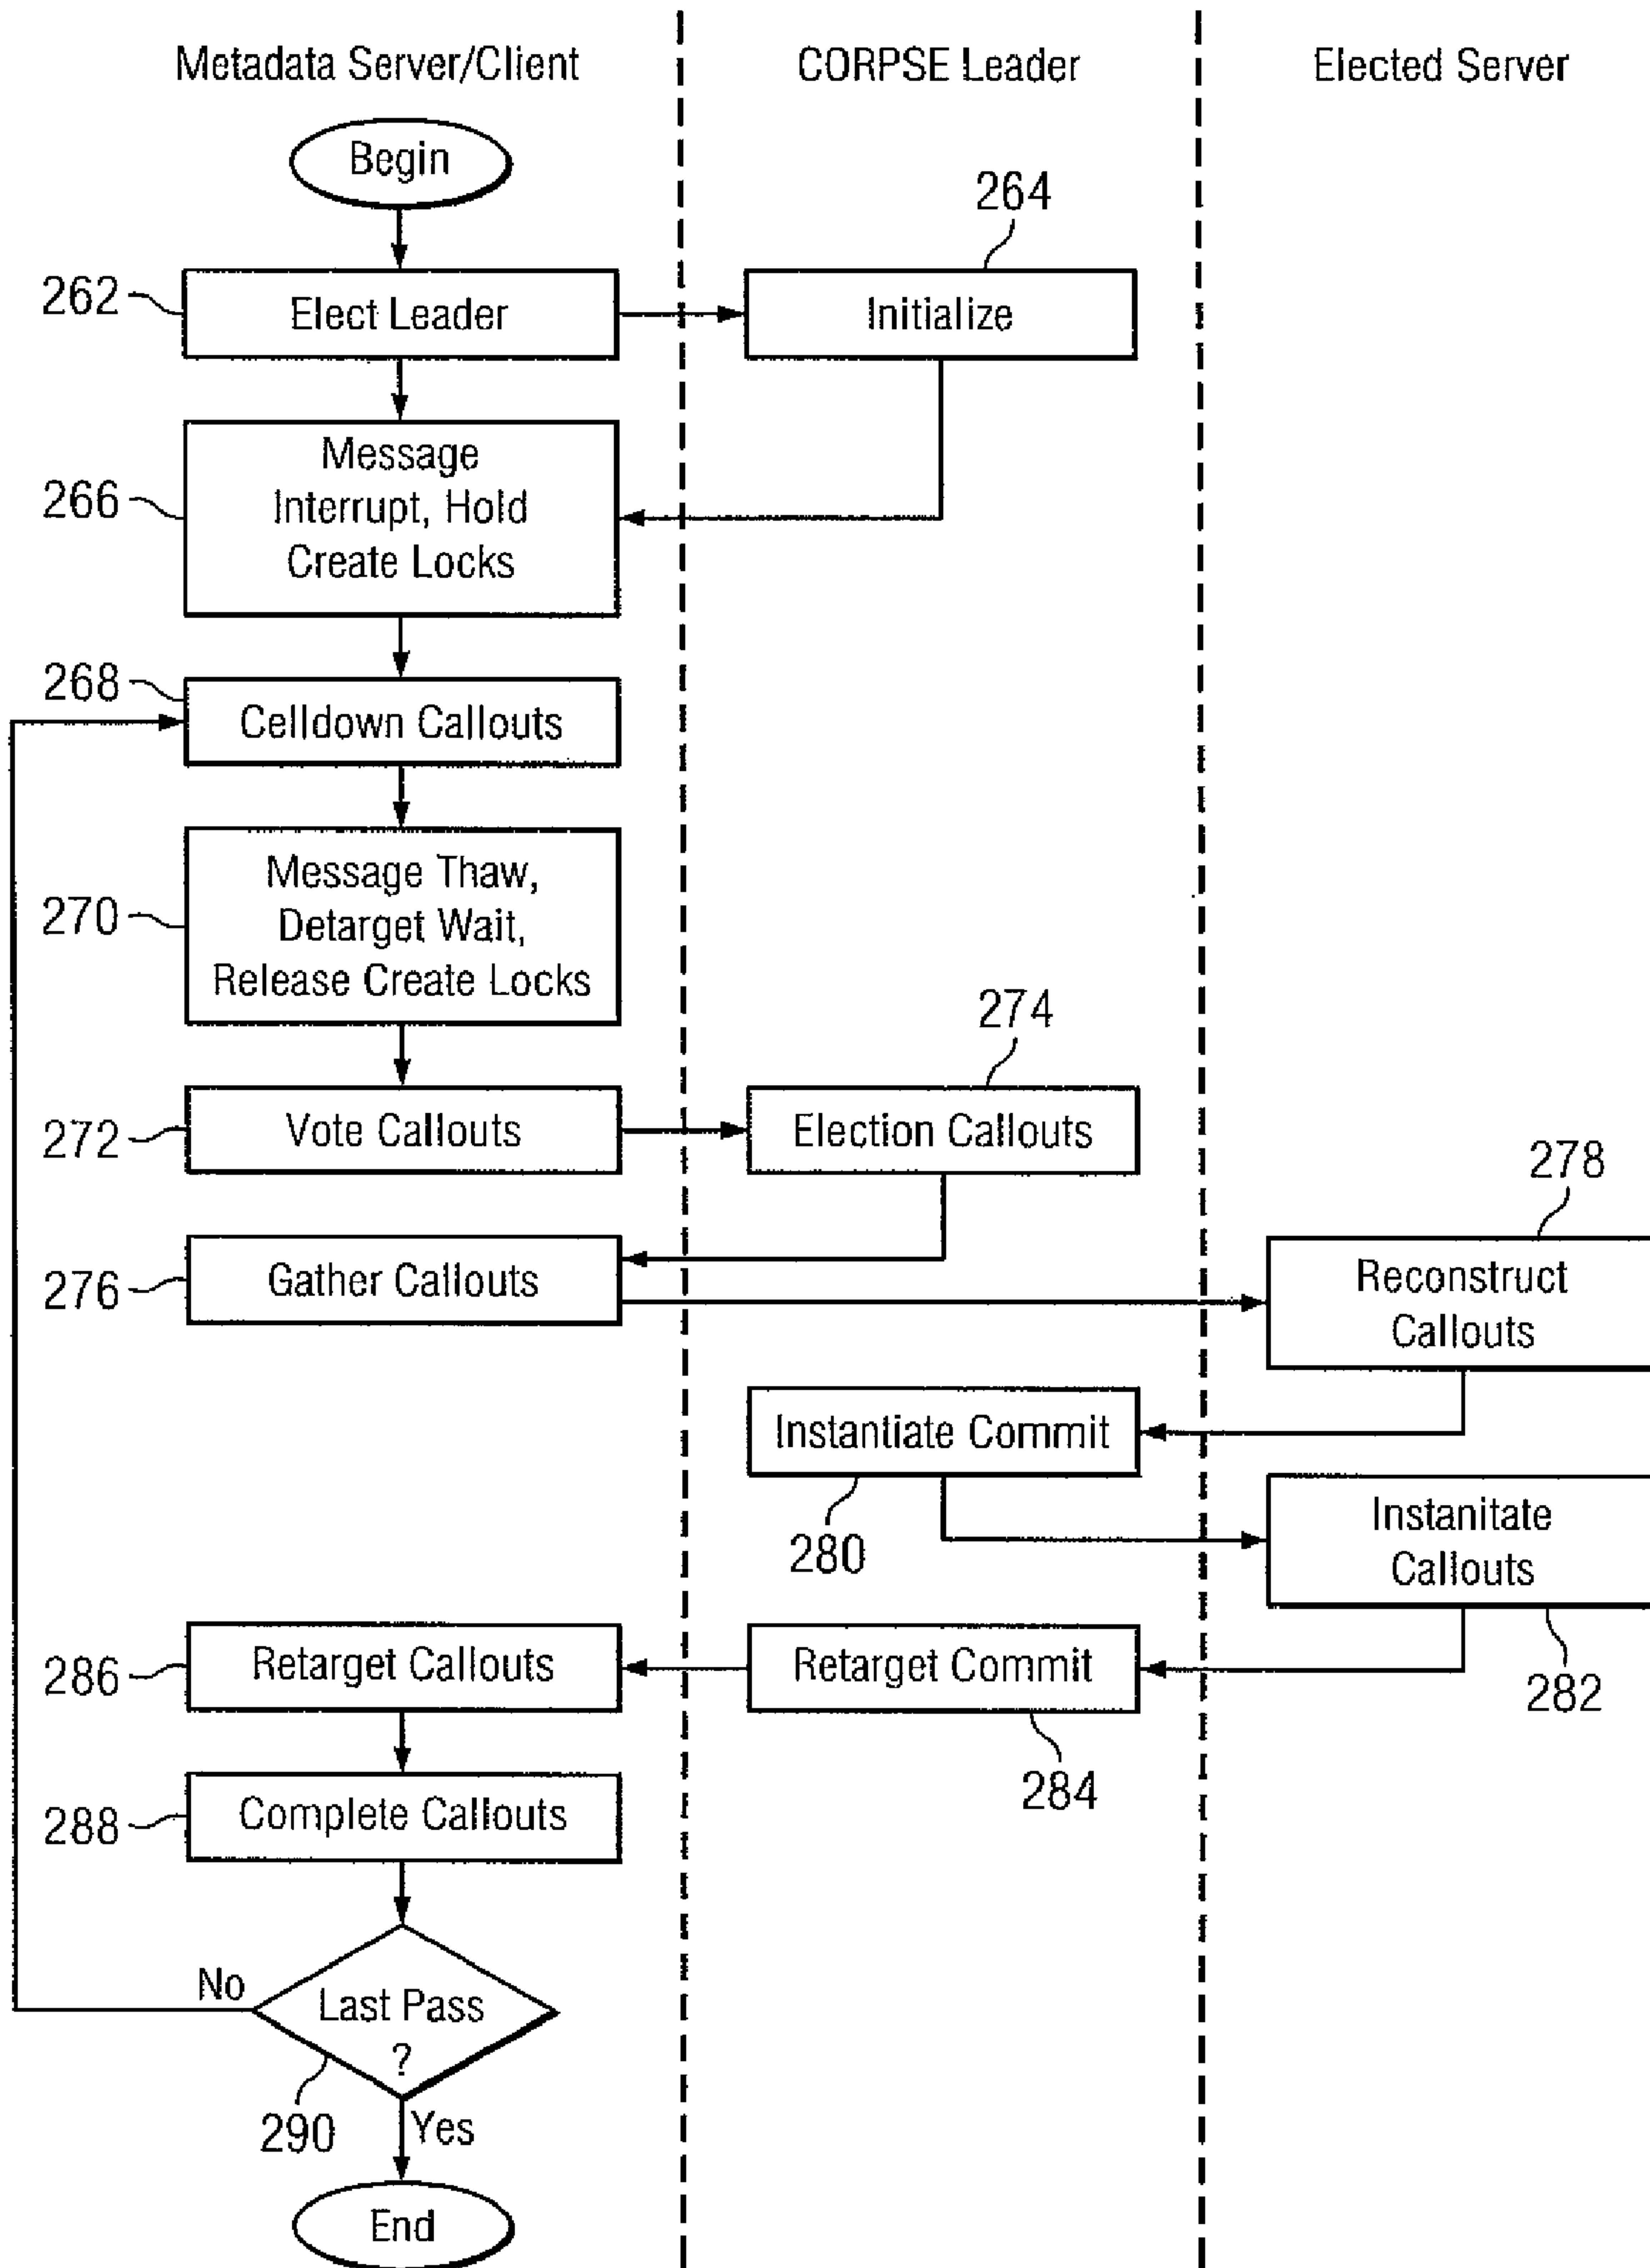 Metadata Server/Client
CORPSE Leader
Elected Server
Begin
264
262
Elect Leader
Initialize
266
Message
Interrupt, Hold
Create Locks
268
Celldown Callouts
270
Message Thaw,
Detarget Wait,
Release Create Locks
274
272
Vote Callouts
Election Callouts
278
276
Gather Callouts
Reconstruct
Callouts
Instantiate Commit
280
Instanitate
Callouts
282
286
Retarget Callouts
Retarget Commit
284
288
Complete Callouts
No
Last Pass
?
290
Yes
End